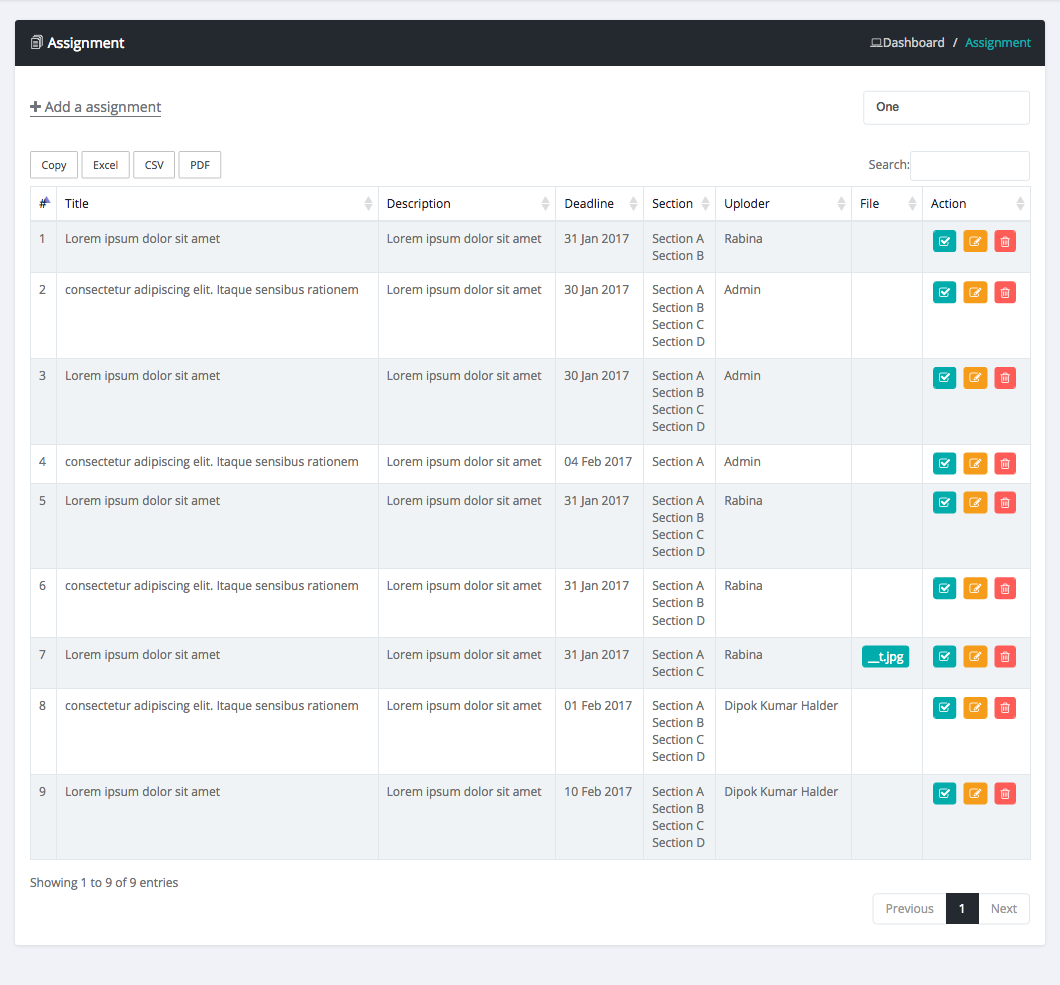 Assignment
Dashboard / Assignment
Add a assignment
One
Copy Excel CSV PDF
Search:
# Title Description Deadline Section Uploder File Action
1 Lorem ipsum dolor sit amet Lorem ipsum dolor sit amet 31 Jan 2017 Section A Rabina
Section B
2 consectetur adipiscing elit. Itaque sensibus rationem Lorem ipsum dolor sit amet 30 Jan 2017 Section A Admin
Section B
Section C
Section D
3 Lorem ipsum dolor sit amet Lorem ipsum dolor sit amet 30 Jan 2017 Section A Admin
Section B
Section C
Section D
4 consectetur adipiscing elit. Itaque sensibus rationem Lorem ipsum dolor sit amet 04 Feb 2017 Section A Admin
5 Lorem ipsum dolor sit amet Lorem ipsum dolor sit amet 31 Jan 2017 Section A Rabina
Section B
Section C
Section D
6 consectetur adipiscing elit. Itaque sensibus rationem Lorem ipsum dolor sit amet 31 Jan 2017 Section A Rabina
Section B
Section D
7 Lorem ipsum dolor sit amet Lorem ipsum dolor sit amet 31 Jan 2017 Section A Rabina __t.jpg
Section C
8 consectetur adipiscing elit. Itaque sensibus rationem Lorem ipsum dolor sit amet 01 Feb 2017 Section A Dipok Kumar Halder
Section B
Section C
Section D
9 Lorem ipsum dolor sit amet Lorem ipsum dolor sit amet 10 Feb 2017 Section A Dipok Kumar Halder
Section B
Section C
Section D
Showing 1 to 9 of 9 entries
Previous 1 Next